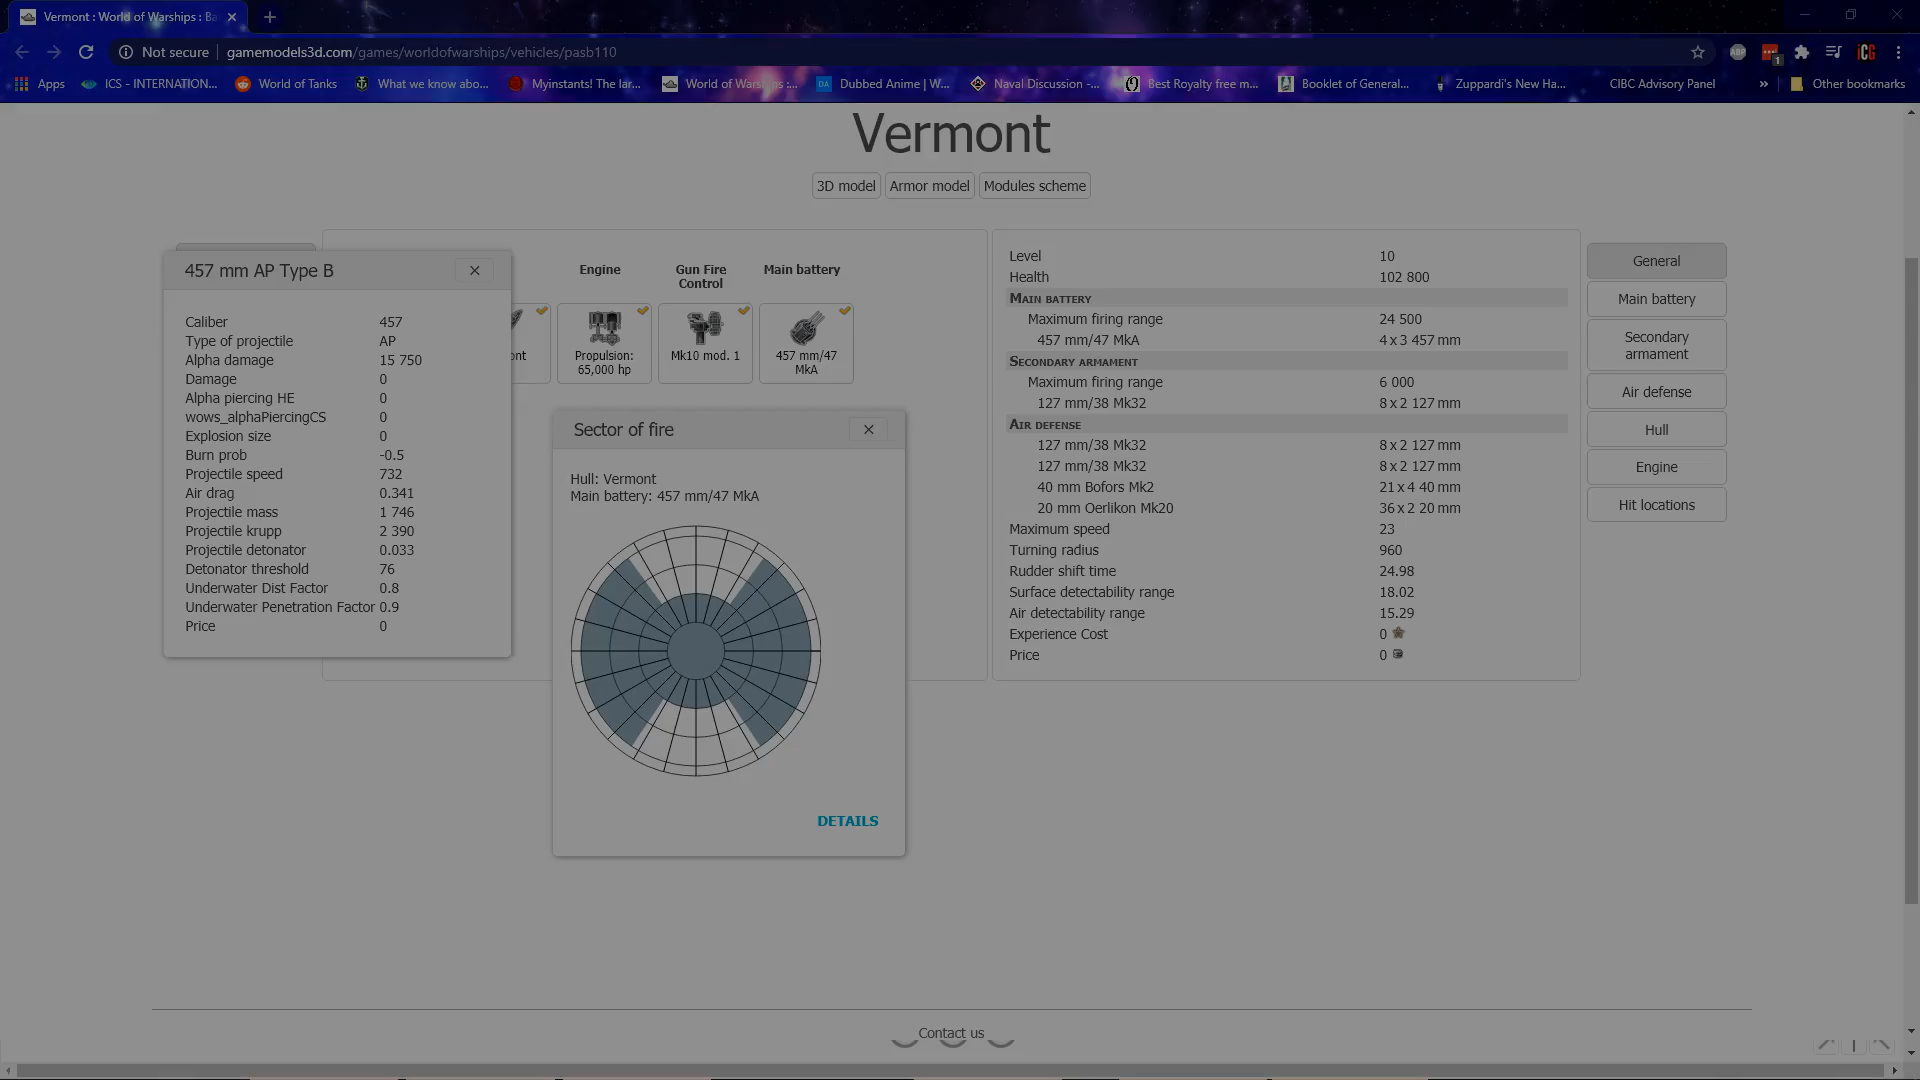 Vermont : World of Warships : Ba
Not secure
gamemodels3d.com/games/worldofwarships/vehicles/pasb110
ABP
1
Apps
ICS - INTERNATION...
World of Tanks
What we know abo...
Myinstants! The lar...
World of Warships :...
DA
Dubbed Anime | W...
Naval Discussion -...
Best Royalty free m...
Booklet of General...
Zuppardi's New Ha...
CIBC Advisory Panel
»
Other bookmarks
Vermont
3D model
Armor model
Modules scheme
457 mm AP Type B
Caliber 457
Type of projectile AP
Alpha damage 15 750
Damage 0
Alpha piercing HE 0
wows_alphaPiercingCS 0
Explosion size 0
Burn prob -0.5
Projectile speed 732
Air drag 0.341
Projectile mass 1 746
Projectile krupp 2 390
Projectile detonator 0.033
Detonator threshold 76
Underwater Dist Factor 0.8
Underwater Penetration Factor 0.9
Price 0
Engine
Gun Fire
Control
Main battery
ont
Propulsion:
65,000 hp
Mk10 mod. 1
457 mm/47
MkA
Sector of fire
Hull: Vermont
Main battery: 457 mm/47 MkA
DETAILS
Level 10
Health 102 800
MAIN BATTERY
Maximum firing range 24 500
457 mm/47 MkA 4 x 3 457 mm
SECONDARY ARMAMENT
Maximum firing range 6 000
127 mm/38 Mk32 8 x 2 127 mm
AIR DEFENSE
127 mm/38 Mk32 8 x 2 127 mm
127 mm/38 Mk32 8 x 2 127 mm
40 mm Bofors Mk2 21 x 4 40 mm
20 mm Oerlikon Mk20 36 x 2 20 mm
Maximum speed 23
Turning radius 960
Rudder shift time 24.98
Surface detectability range 18.02
Air detectability range 15.29
Experience Cost 0
Price 0
General
Main battery
Secondary
armament
Air defense
Hull
Engine
Hit locations
Contact us